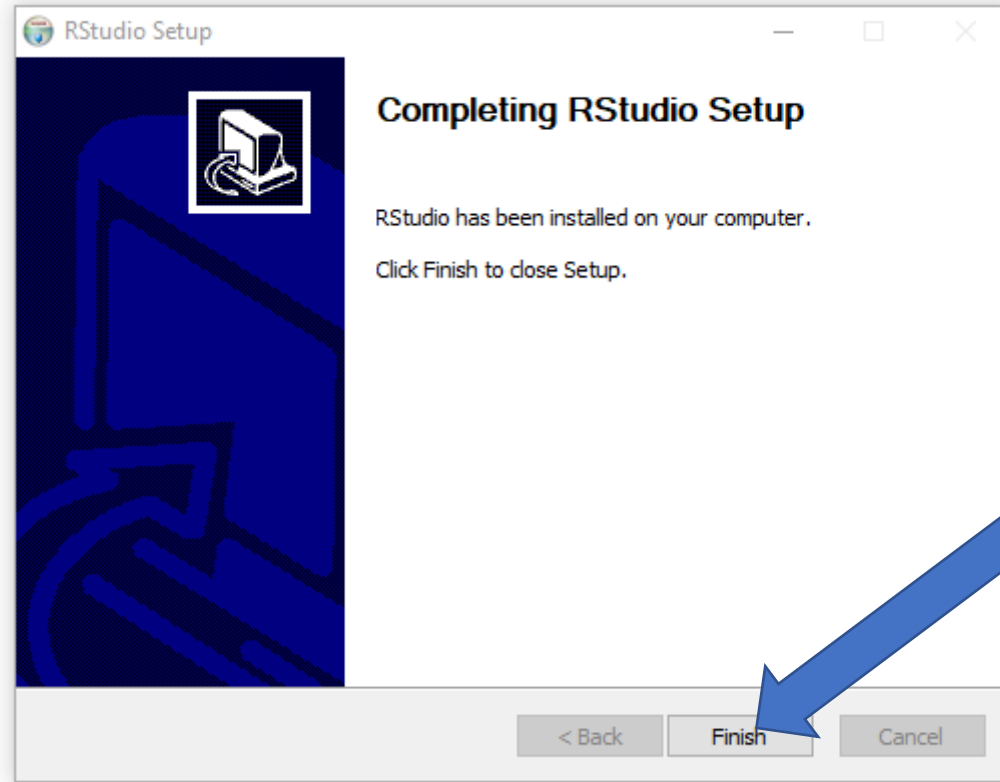 RStudio Setup
Completing RStudio Setup
RStudio has been installed on your computer.
Click Finish to close Setup.
< Back Finish Cancel